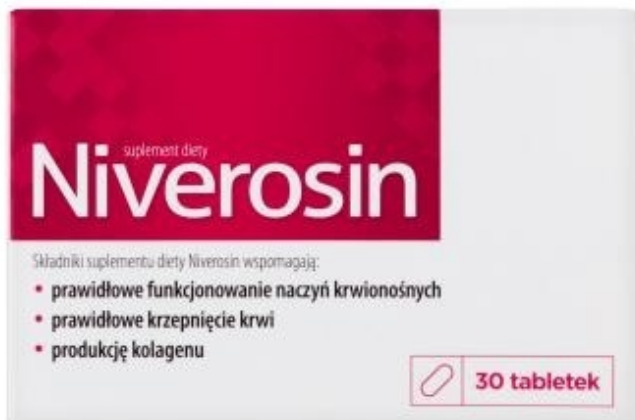 suplement diety
Niverosin
Składniki suplementu diety Niverosin wspomagają:
• prawidłowe funkcjonowanie naczyń krwionośnych
• prawidłowe krzepnięcie krwi
• produkcję kolagenu
30 tabletek